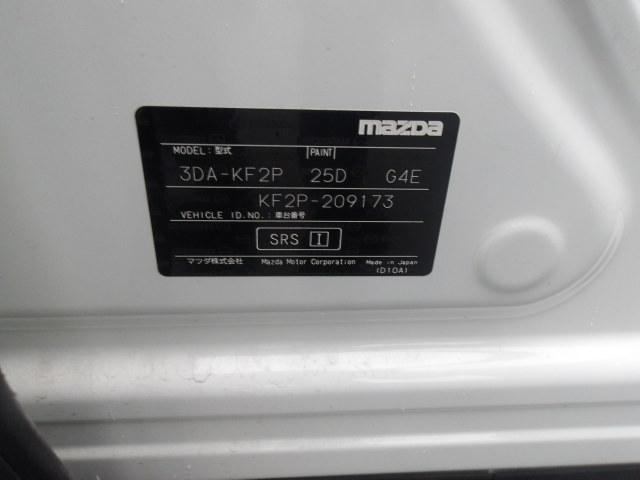 mazda
MODEL:型式 PAINT
3DA-KF2P 25D G4E
KF2P-209173
VEHICLE ID.NO.:車台番号
SRS I
マツダ株式会社 Mazda Motor Corporation Made in Japan
(D10A)